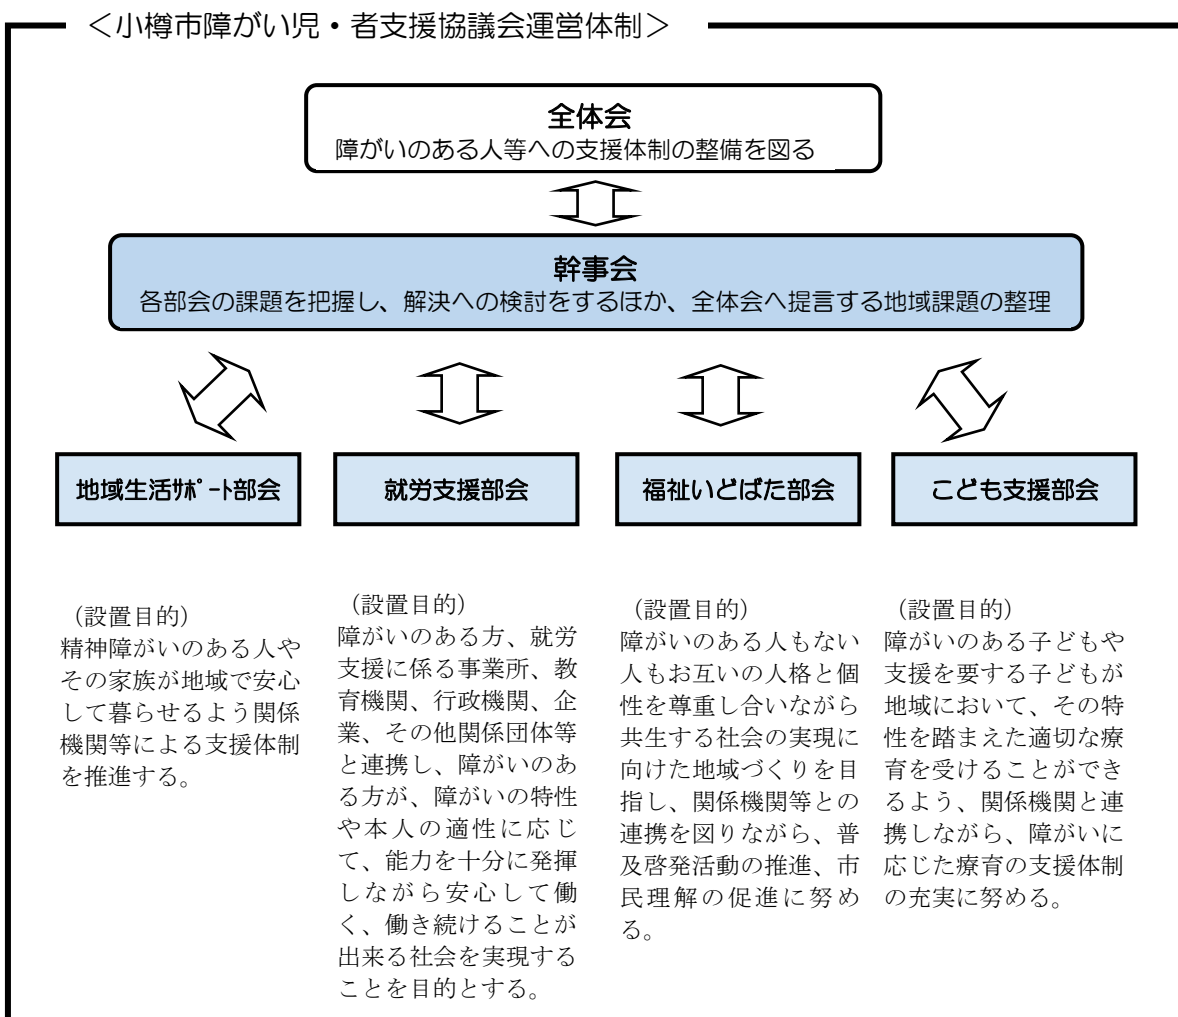 ＜小樽市障がい児・者支援協議会運営体制＞
全体会
障がいのある人等への支援体制の整備を図る
幹事会
各部会の課題を把握し、解決への検討をするほか、全体会へ提言する地域課題の整理
地域生活ｻﾎﾟｰﾄ部会
就労支援部会
福祉いどばた部会
こども支援部会
（設置目的）
精神障がいのある人や
その家族が地域で安心
して暮らせるよう関係
機関等による支援体制
を推進する。
（設置目的）
障がいのある方、就労
支援に係る事業所、教
育機関、行政機関、企
業、その他関係団体等
と連携し、障がいのあ
る方が、障がいの特性
や本人の適性に応じ
て、能力を十分に発揮
しながら安心して働
く、働き続けることが
出来る社会を実現する
ことを目的とする。
（設置目的）
障がいのある人もない
人もお互いの人格と個
性を尊重し合いながら
共生する社会の実現に
向けた地域づくりを目
指し、関係機関等との
連携を図りながら、普
及啓発活動の推進、市
民理解の促進に努め
る。
（設置目的）
障がいのある子どもや
支援を要する子どもが
地域において、その特
性を踏まえた適切な療
育を受けることができ
るよう、関係機関と連
携しながら、障がいに
応じた療育の支援体制
の充実に努める。